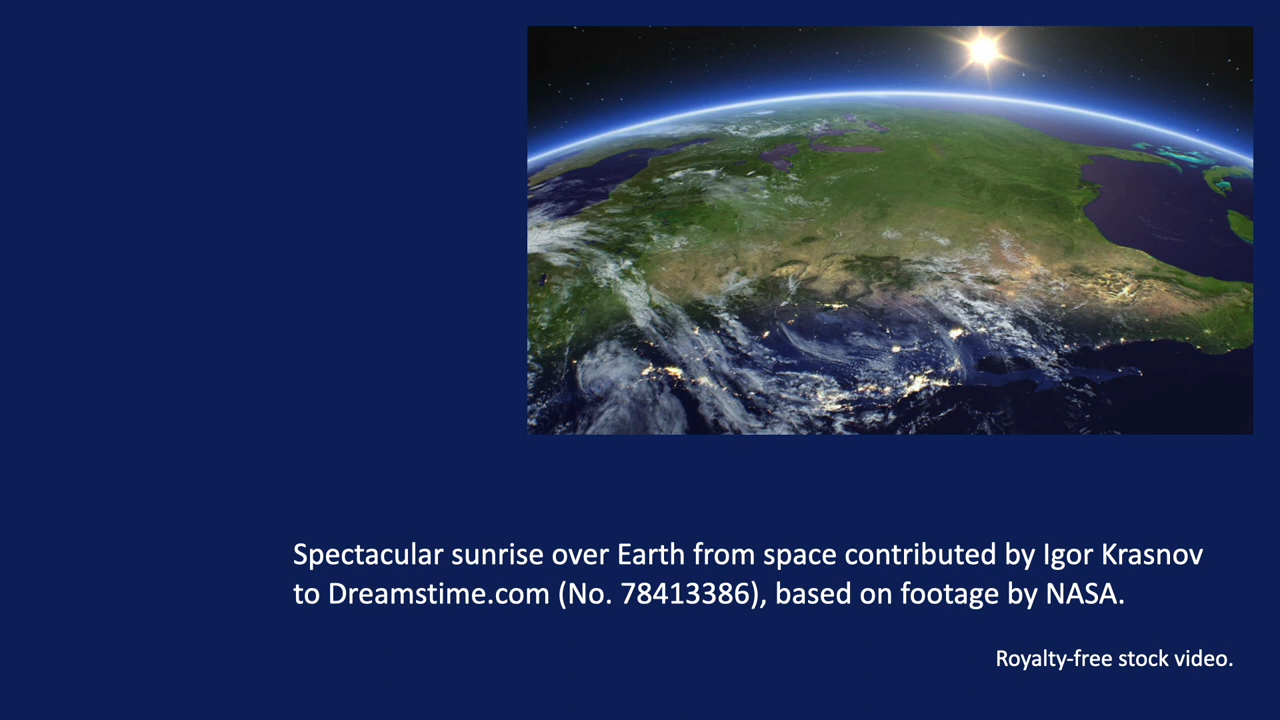 Spectacular sunrise over Earth from space contributed by Igor Krasnov
to Dreamstime.com (No. 78413386), based on footage by NASA.
Royalty-free stock video.